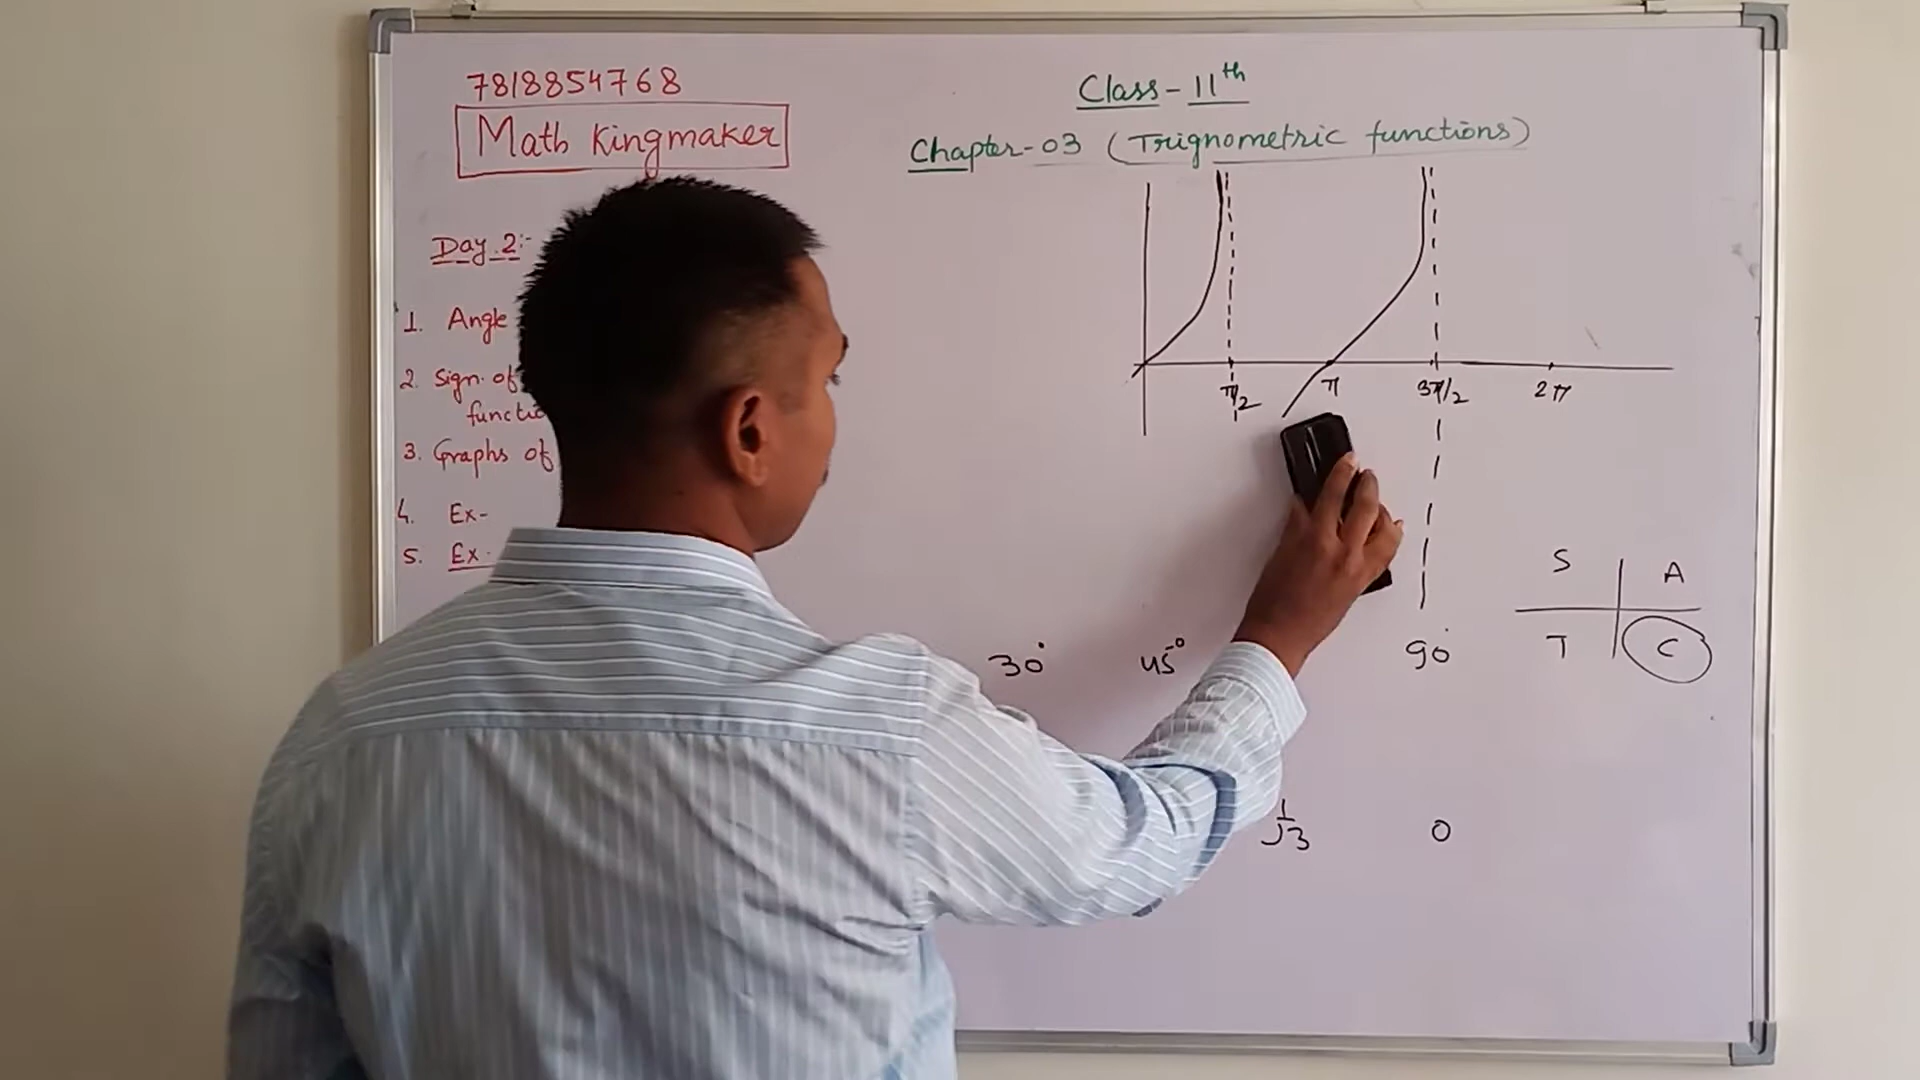 7818854768
Math Kingmaker
Class - 11th
Chapter-03 (Trignometric functions)
Day 2:-
1. Angle
2. Sign of
functio
3. Graphs of
4. Ex-
5. Ex-
π/2 π 3π/2 2π
S A
T C
30° 45° 90°
1/√3 0